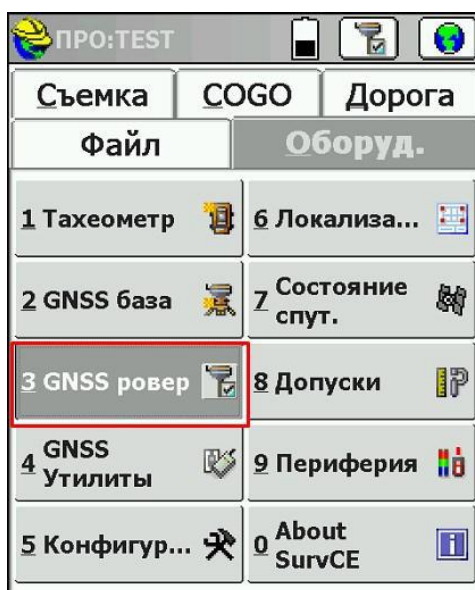 ПРО:TEST
Съемка COGO Дорога
Файл Оборуд.
1 Тахеометр 6 Локализа...
2 GNSS база 7 Состояние спут.
3 GNSS ровер 8 Допуски
4 GNSS Утилиты 9 Периферия
5 Конфигур... 0 About SurvCE